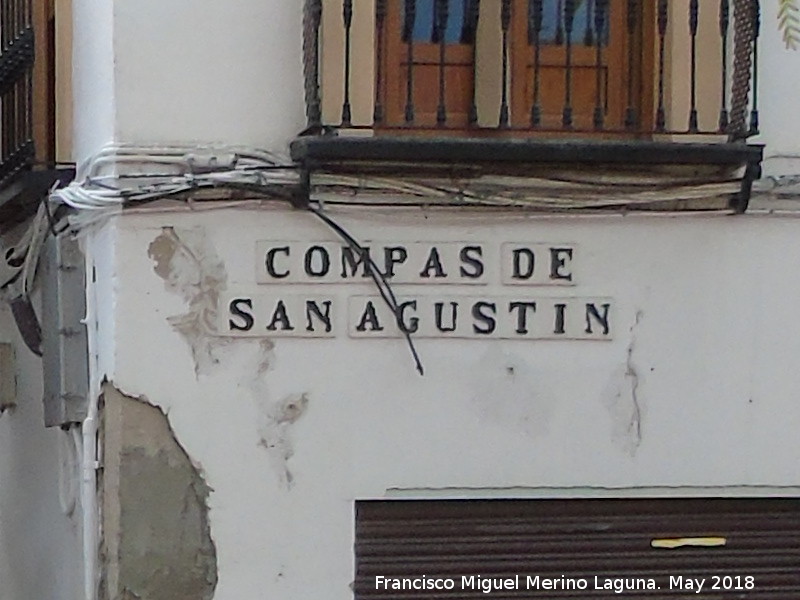 COMPAS DE
SAN AGUSTIN
Francisco Miguel Merino Laguna. May 2018